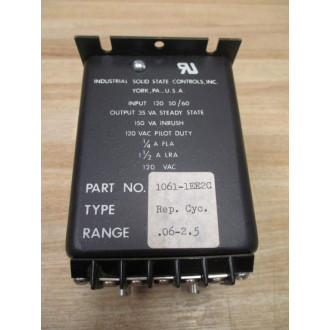 INDUSTRIAL SOLID STATE CONTROLS, INC.
YORK, PA., U.S.A.
INPUT 120 50/60
OUTPUT 35 VA STEADY STATE
150 VA INRUSH
120 VAC PILOT DUTY
¼ A FLA
1½ A LRA
120 VAC
PART NO. 1061-1EE2C
TYPE Rep. Cyc.
RANGE .06-2.5